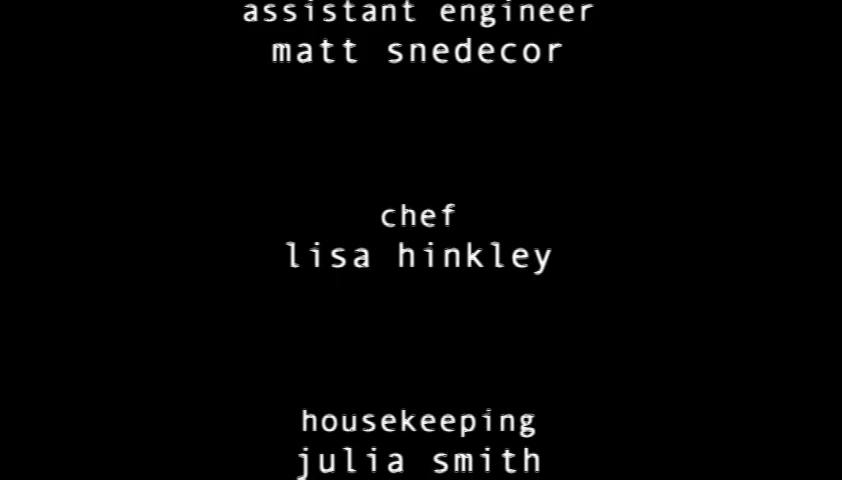 assistant engineer
matt snedecor
chef
lisa hinkley
housekeeping
julia smith